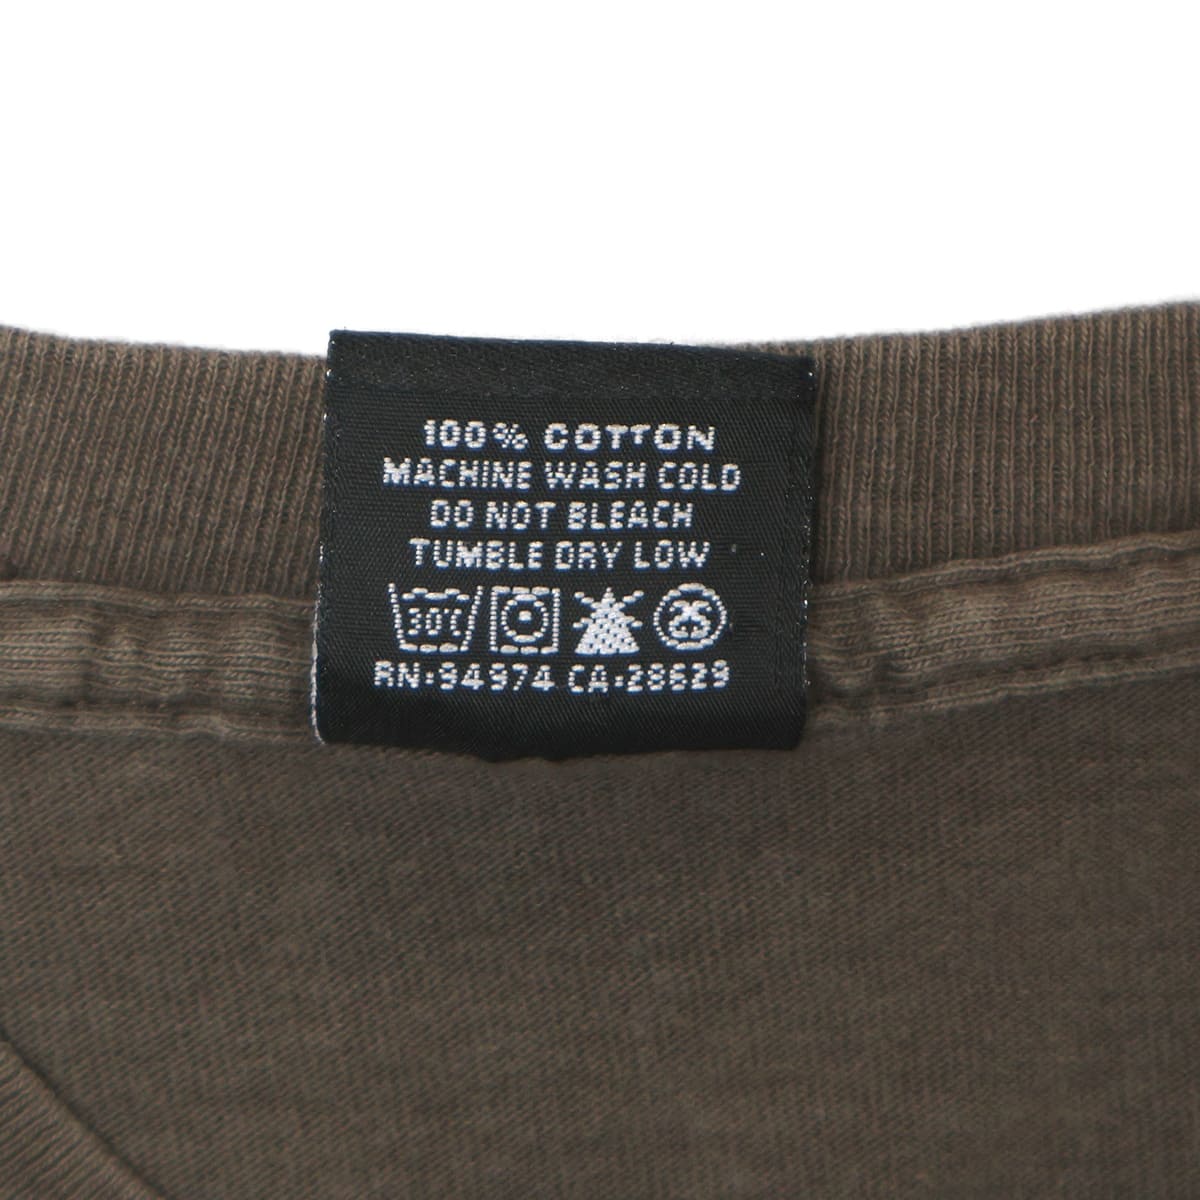 100% COTTON
MACHINE WASH COLD
DO NOT BLEACH
TUMBLE DRY LOW
30℃
RN·94974 CA·28629